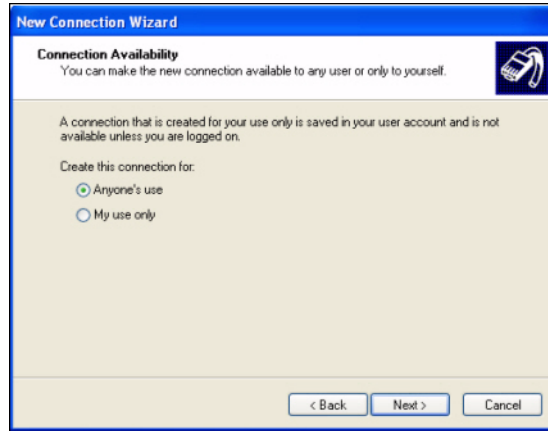 New Connection Wizard
Connection Availability
You can make the new connection available to any user or only to yourself.
A connection that is created for your use only is saved in your user account and is not
available unless you are logged on.
Create this connection for:
Anyone's use
My use only
< Back
Next >
Cancel